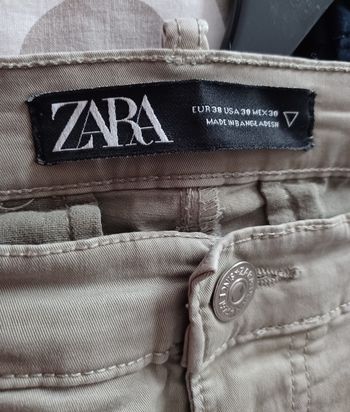 ZARA
EUR 38 USA 30 MEX 30
MADE IN BANGLADESH